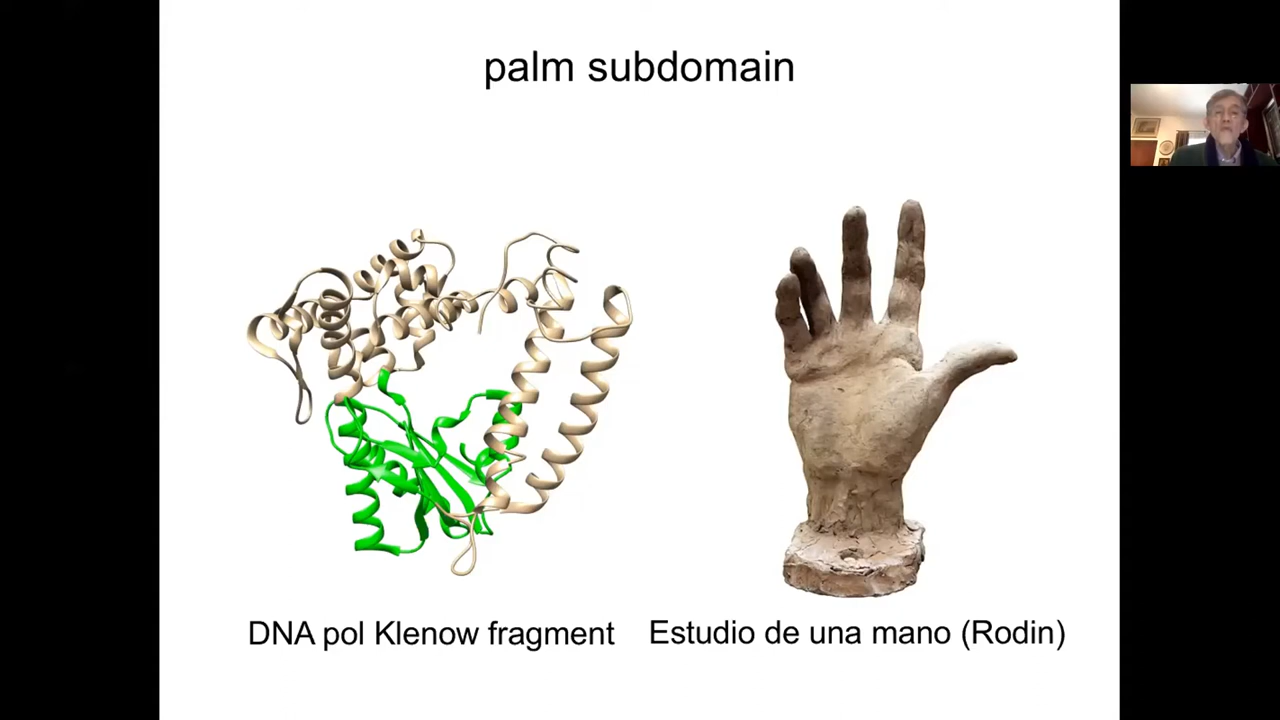 palm subdomain
DNA pol Klenow fragment
Estudio de una mano (Rodin)